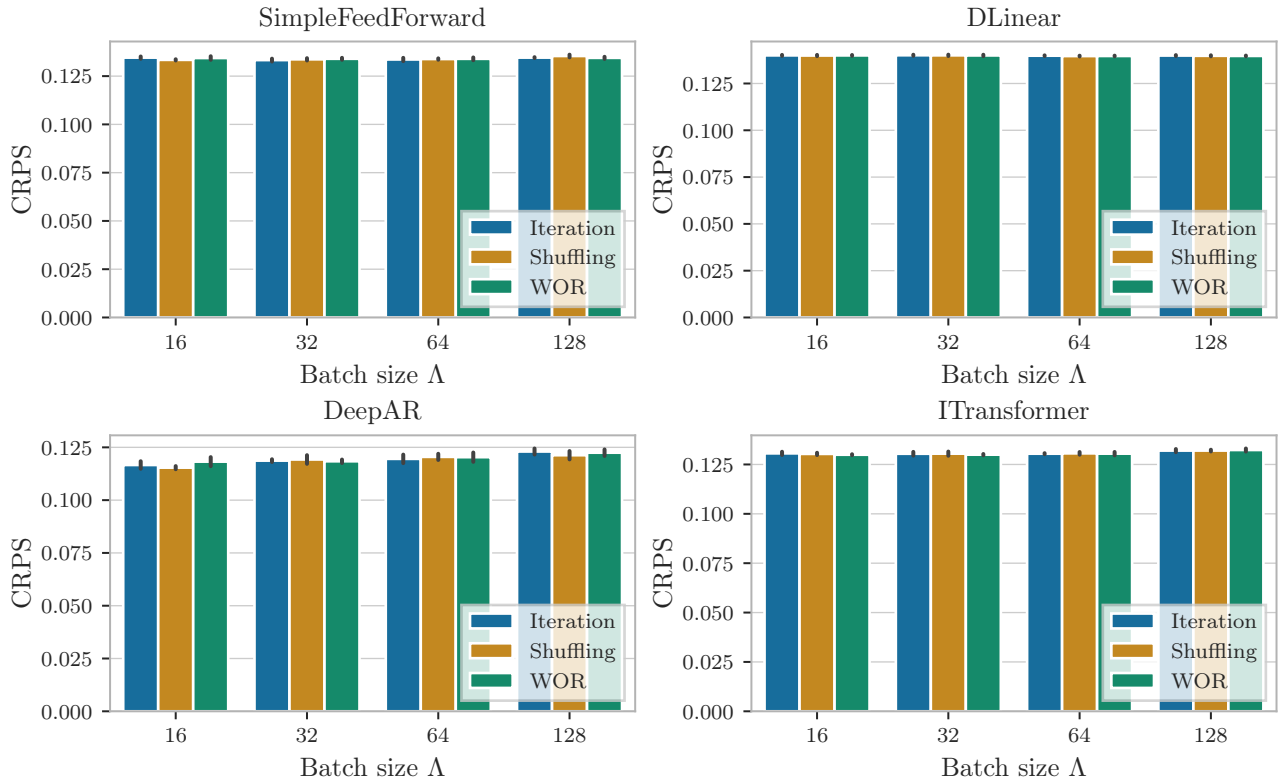 SimpleFeedForward
CRPS
0.125
0.100
0.075
0.050
0.025
0.000
Iteration
Shuffling
WOR
16 32 64 128
Batch size Λ
DLinear
CRPS
0.125
0.100
0.075
0.050
0.025
0.000
Iteration
Shuffling
WOR
16 32 64 128
Batch size Λ
DeepAR
CRPS
0.125
0.100
0.075
0.050
0.025
0.000
Iteration
Shuffling
WOR
16 32 64 128
Batch size Λ
ITransformer
CRPS
0.125
0.100
0.075
0.050
0.025
0.000
Iteration
Shuffling
WOR
16 32 64 128
Batch size Λ